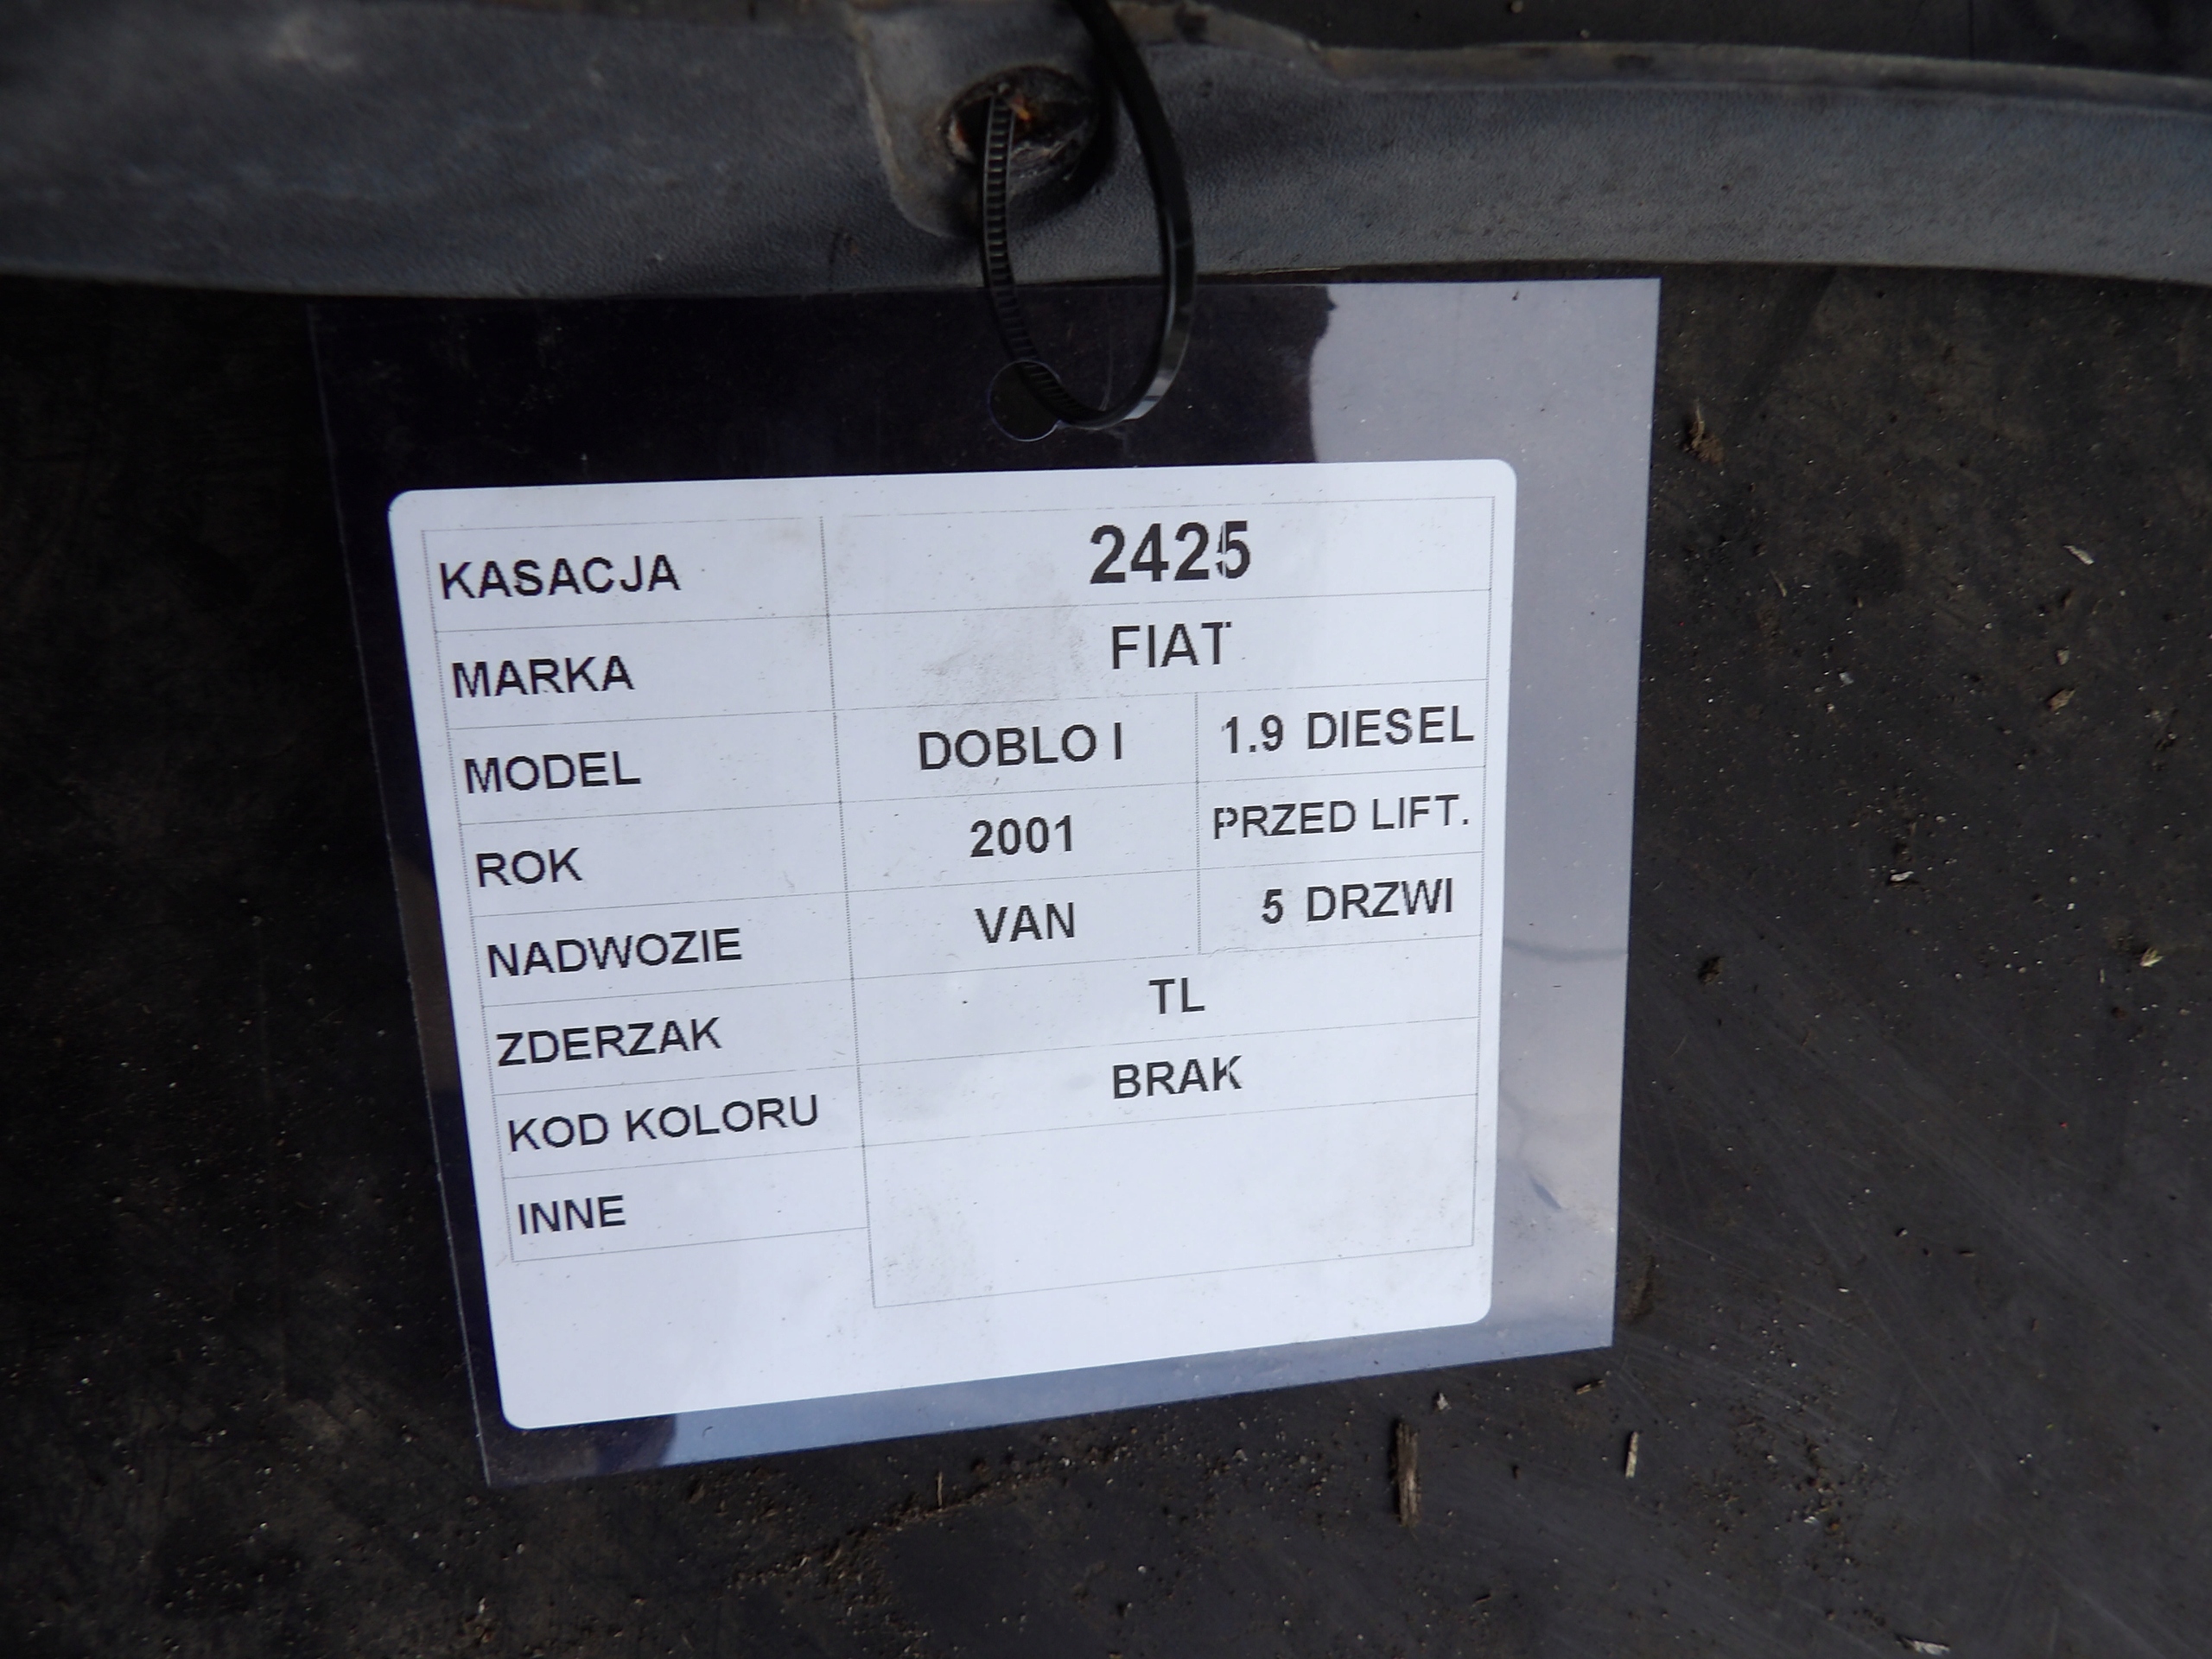 KASACJA 2425
MARKA FIAT
MODEL DOBLO I 1.9 DIESEL
ROK 2001 PRZED LIFT.
NADWOZIE VAN 5 DRZWI
ZDERZAK TL
KOD KOLORU BRAK
INNE